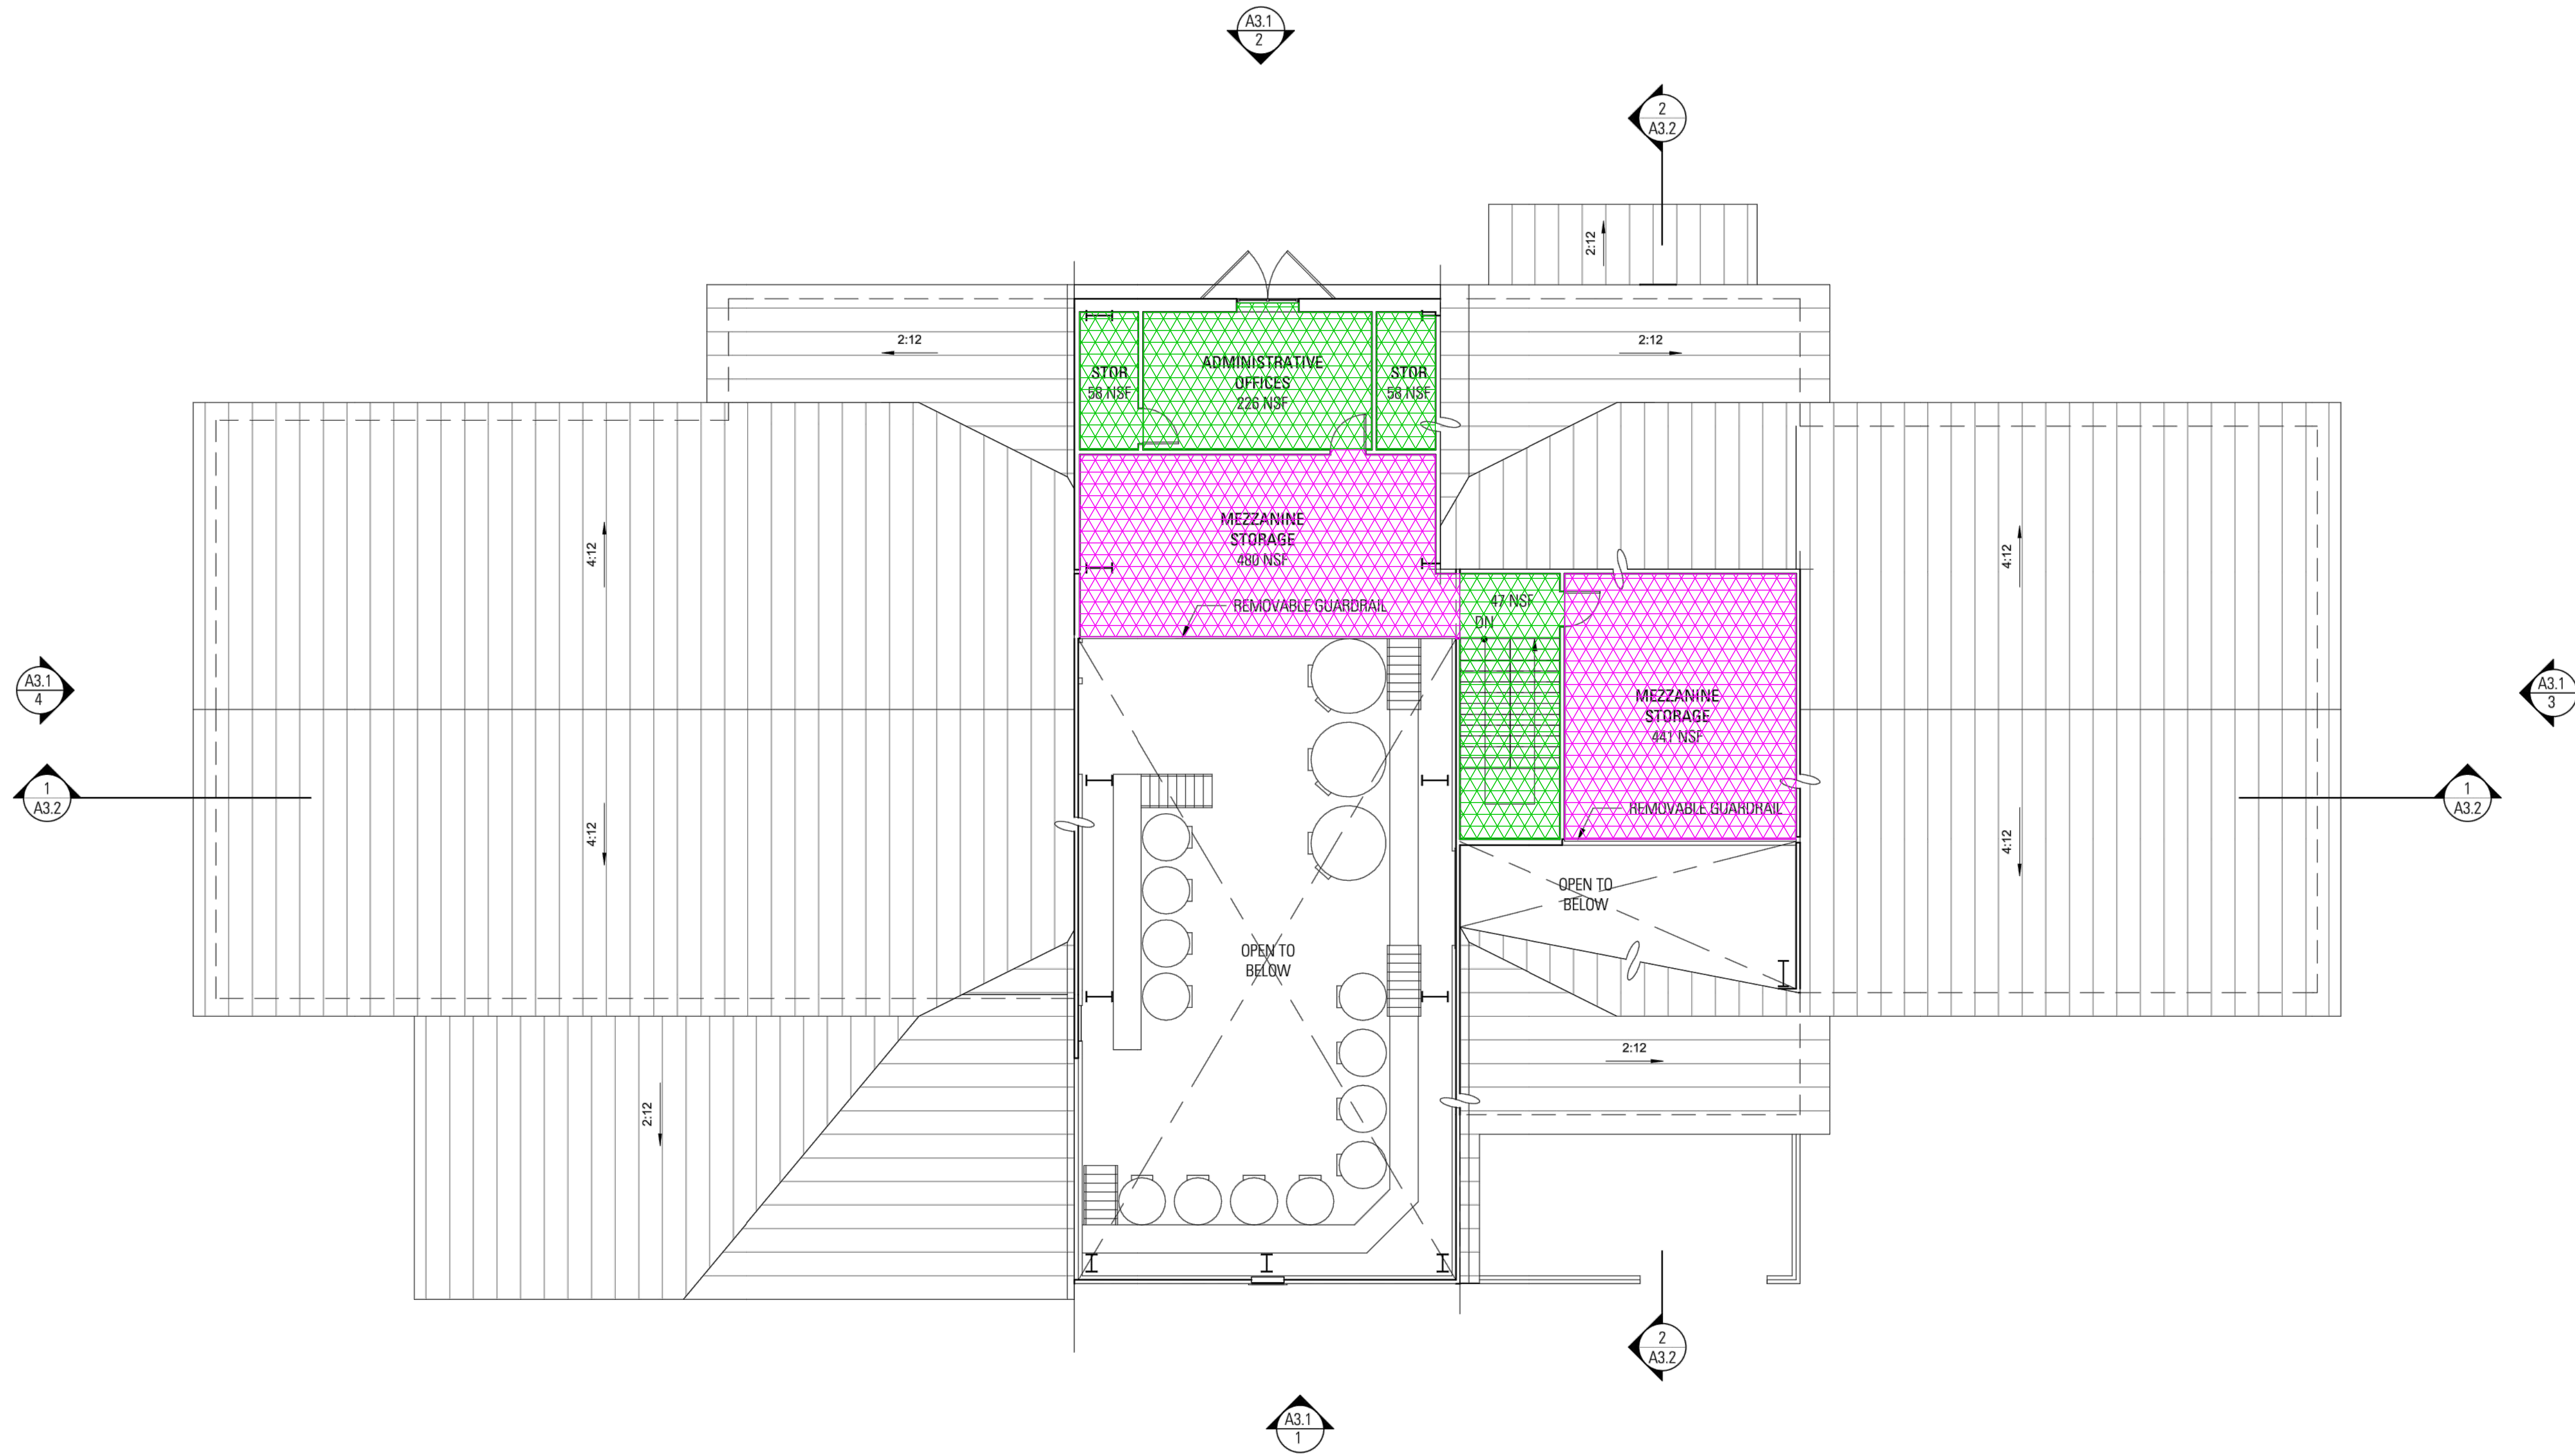 A3.1
2
2
A3.2
2:12
2:12
2:12
ADMINISTRATIVE
OFFICES
226 NSF
STOR
58 NSF
STOR
58 NSF
MEZZANINE
STORAGE
480 NSF
4:12
4:12
REMOVABLE GUARDRAIL
47 NSF
DN
A3.1
4
MEZZANINE
STORAGE
441 NSF
A3.1
3
1
A3.2
REMOVABLE GUARDRAIL
1
A3.2
4:12
4:12
OPEN TO
BELOW
OPEN TO
BELOW
2:12
2:12
2
A3.2
A3.1
1